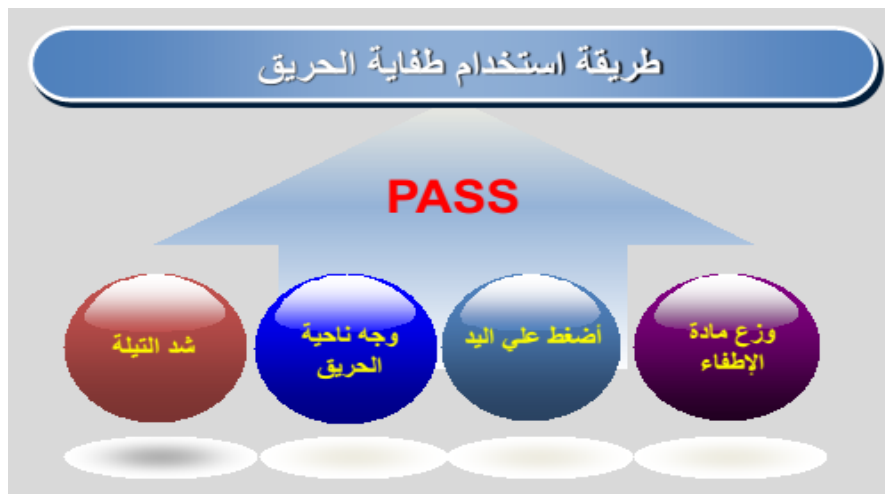 طريقة استخدام طفاية الحريق
PASS
شد التيلة
وجه ناحية
الحريق
أضغط علي اليد
وزع مادة
الإطفاء